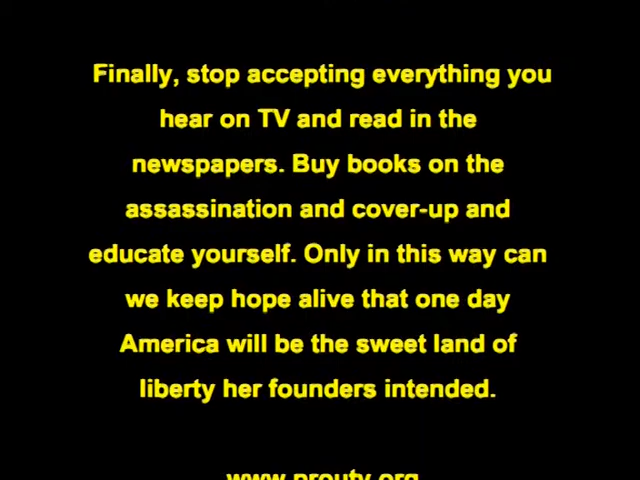 Finally, stop accepting everything you
hear on TV and read in the
newspapers. Buy books on the
assassination and cover-up and
educate yourself. Only in this way can
we keep hope alive that one day
America will be the sweet land of
liberty her founders intended.
www.prouty.org